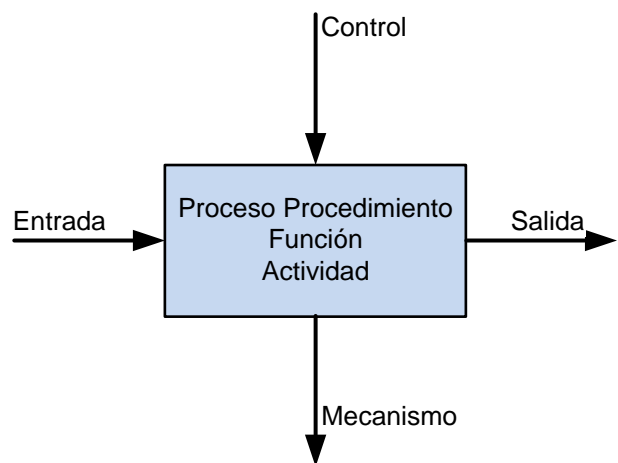 Control
Entrada
Proceso Procedimiento
Función
Actividad
Salida
Mecanismo